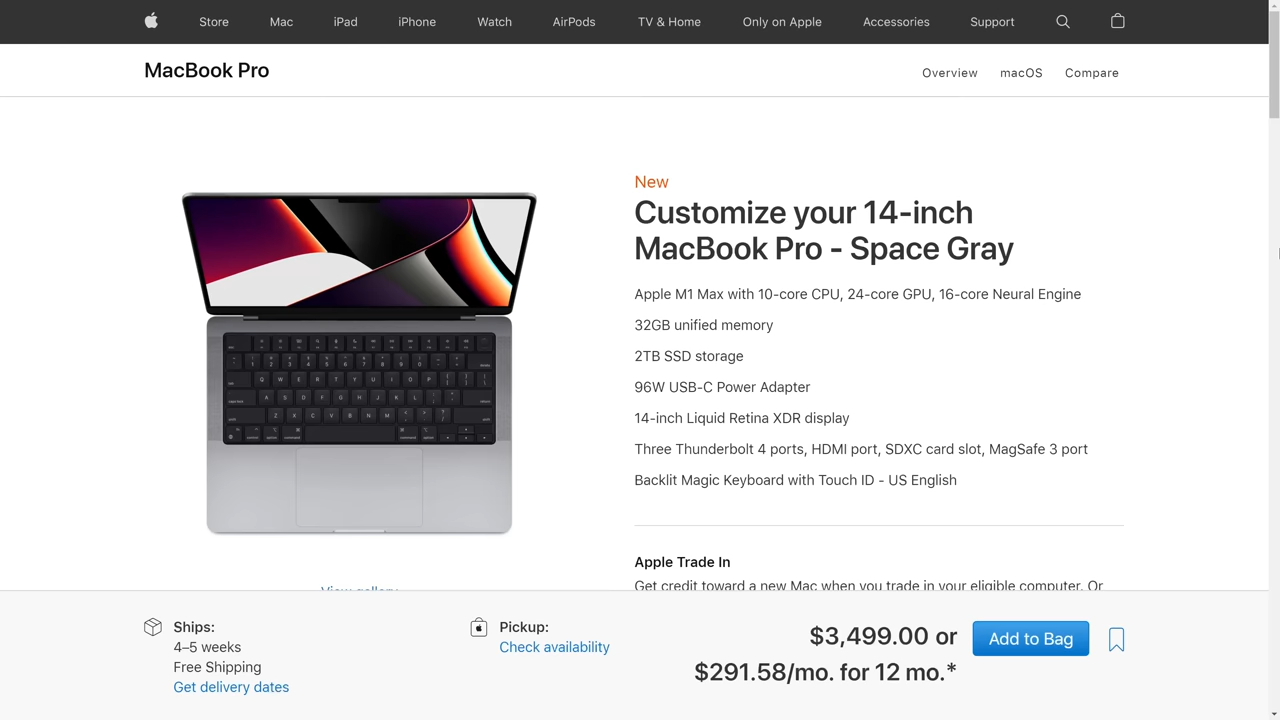 Store Mac iPad iPhone Watch AirPods TV & Home Only on Apple Accessories Support
MacBook Pro
Overview macOS Compare
New
Customize your 14-inch
MacBook Pro - Space Gray
Apple M1 Max with 10-core CPU, 24-core GPU, 16-core Neural Engine
32GB unified memory
2TB SSD storage
96W USB-C Power Adapter
14-inch Liquid Retina XDR display
Three Thunderbolt 4 ports, HDMI port, SDXC card slot, MagSafe 3 port
Backlit Magic Keyboard with Touch ID - US English
Apple Trade In
Get credit toward a new Mac when you trade in your eligible computer. Or
View gallery
Ships:
4–5 weeks
Free Shipping
Get delivery dates
Pickup:
Check availability
$3,499.00 or
$291.58/mo. for 12 mo.*
Add to Bag